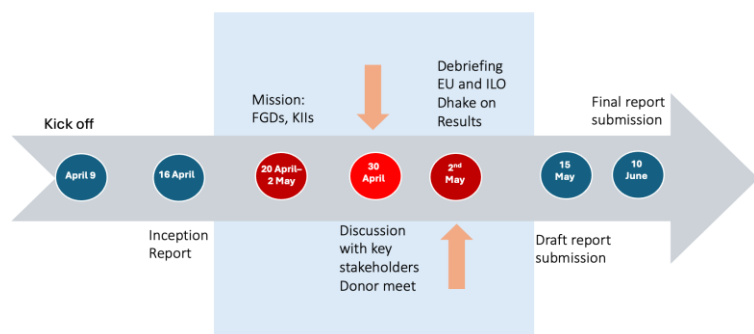 Kick off
April 9
16 April
Inception
Report
Mission:
FGDs, KIIs
20 April–
2 May
30
April
Discussion
with key
stakeholders
Donor meet
Debriefing
EU and ILO
Dhake on
Results
2nd
May
15
May
Draft report
submission
Final report
submission
10
June